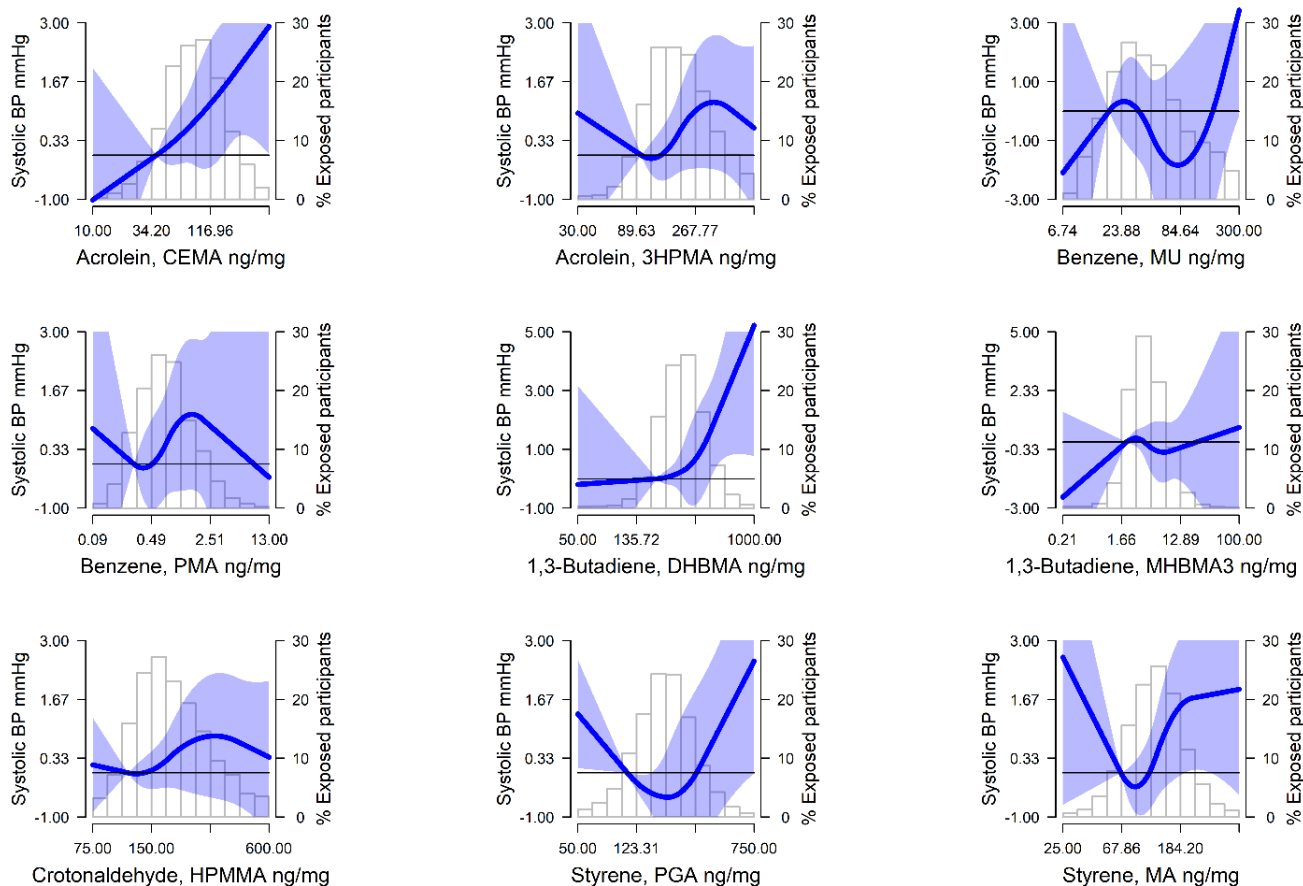 Systolic BP mmHg
3.00
1.67
0.33
-1.00
30
20
10
0
% Exposed participants
10.00 34.20 116.96
Acrolein, CEMA ng/mg
Systolic BP mmHg
3.00
1.67
0.33
-1.00
30
20
10
0
% Exposed participants
30.00 89.63 267.77
Acrolein, 3HPMA ng/mg
Systolic BP mmHg
3.00
1.00
-1.00
-3.00
30
20
10
0
% Exposed participants
6.74 23.88 84.64 300.00
Benzene, MU ng/mg
Systolic BP mmHg
3.00
1.67
0.33
-1.00
30
20
10
0
% Exposed participants
0.09 0.49 2.51 13.00
Benzene, PMA ng/mg
Systolic BP mmHg
5.00
3.00
1.00
-1.00
30
20
10
0
% Exposed participants
50.00 135.72 1000.00
1,3-Butadiene, DHBMA ng/mg
Systolic BP mmHg
5.00
2.33
-0.33
-3.00
30
20
10
0
% Exposed participants
0.21 1.66 12.89 100.00
1,3-Butadiene, MHBMA3 ng/mg
Systolic BP mmHg
3.00
1.67
0.33
-1.00
30
20
10
0
% Exposed participants
75.00 150.00 600.00
Crotonaldehyde, HPMMA ng/mg
Systolic BP mmHg
3.00
1.67
0.33
-1.00
30
20
10
0
% Exposed participants
50.00 123.31 750.00
Styrene, PGA ng/mg
Systolic BP mmHg
3.00
1.67
0.33
-1.00
30
20
10
0
% Exposed participants
25.00 67.86 184.20
Styrene, MA ng/mg